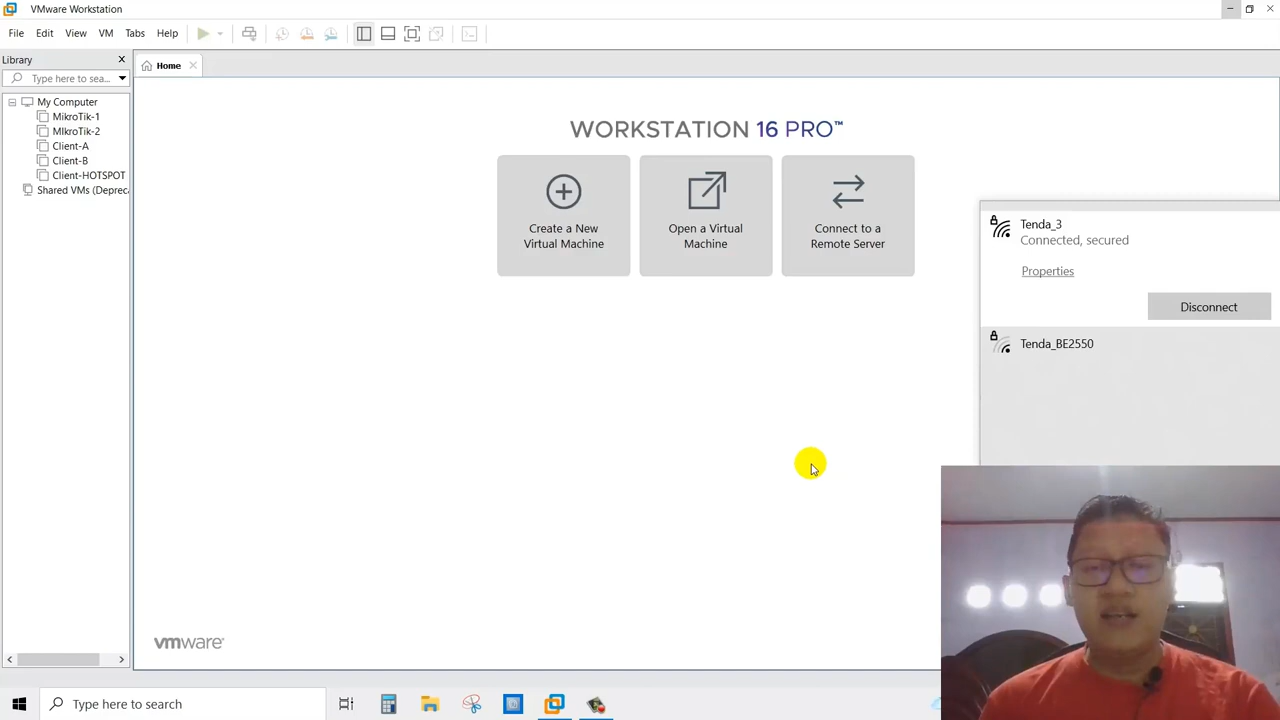 VMware Workstation
File Edit View VM Tabs Help
Library
Type here to sea...
My Computer
MikroTik-1
MIkroTik-2
Client-A
Client-B
Client-HOTSPOT
Shared VMs (Depreca
Home
WORKSTATION 16 PRO™
Create a New
Virtual Machine
Open a Virtual
Machine
Connect to a
Remote Server
Tenda_3
Connected, secured
Properties
Disconnect
Tenda_BE2550
vmware
Type here to search